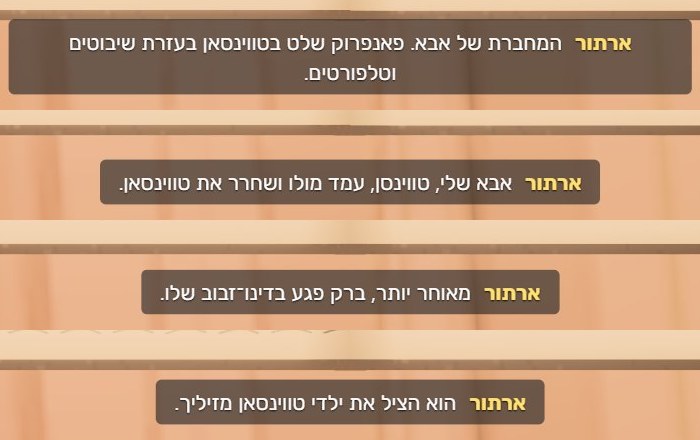 ארתור המחברת של אבא. פאנפרוק שלט בטווינסאן בעזרת שיבוטים
וטלפורטים.
ארתור אבא שלי, טווינסן, עמד מולו ושחרר את טווינסאן.
ארתור מאוחר יותר, ברק פגע בדינו־זבוב שלו.
ארתור הוא הציל את ילדי טווינסאן מזיליך.